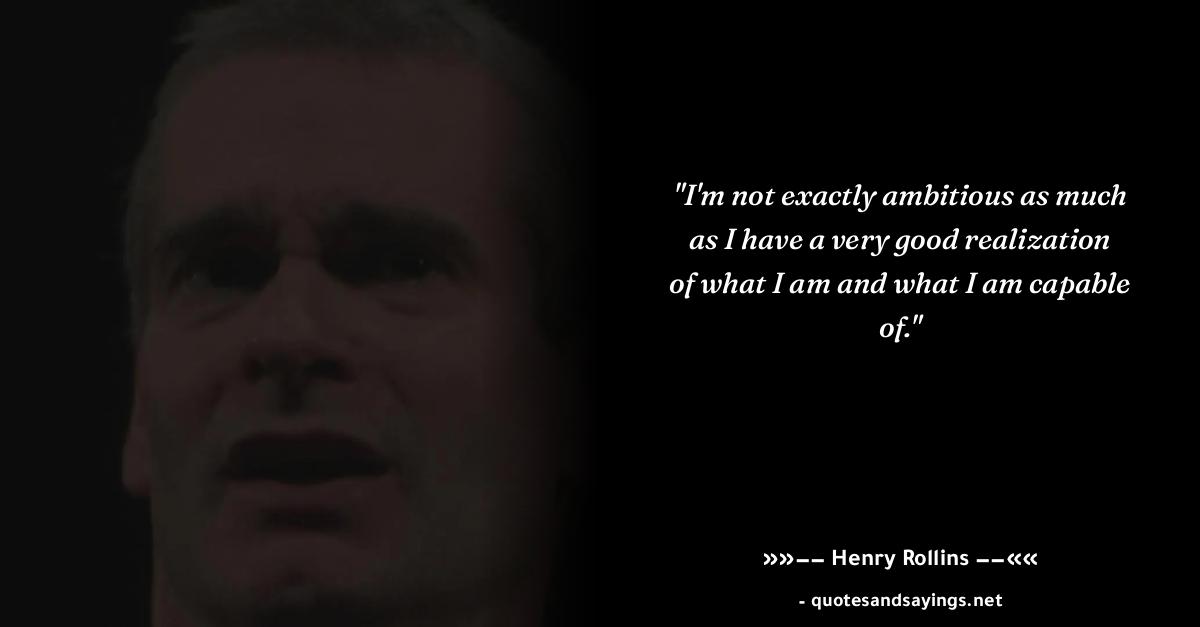 "I'm not exactly ambitious as much
as I have a very good realization
of what I am and what I am capable
of."
»»–– Henry Rollins ––««
- quotesandsayings.net